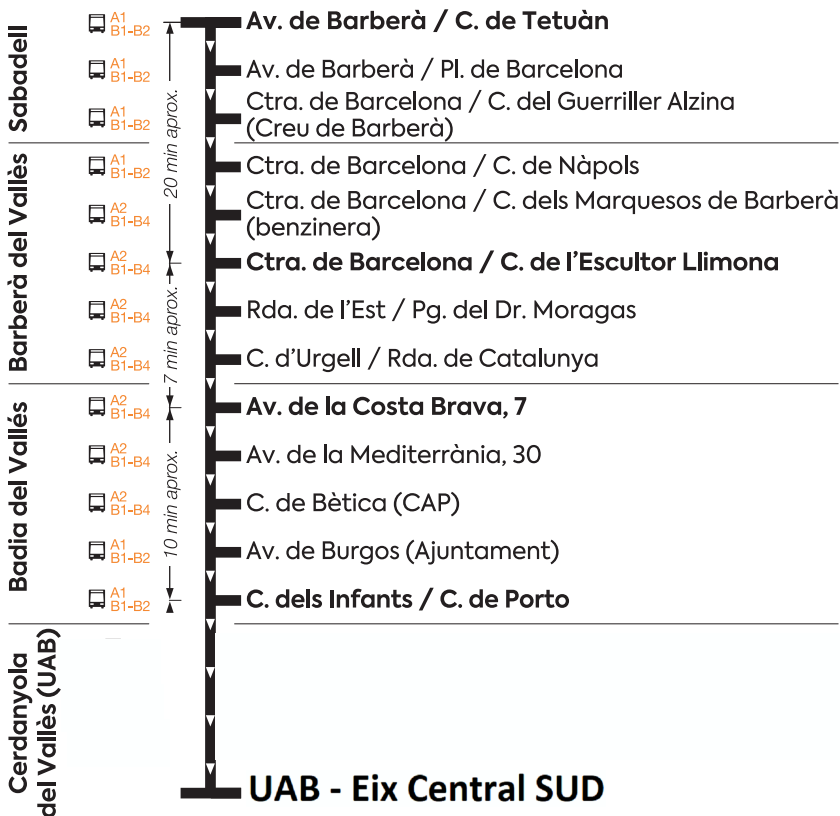 Sabadell
A1
B1-B2
Av. de Barberà / C. de Tetuàn
A1
B1-B2
Av. de Barberà / Pl. de Barcelona
A1
B1-B2
Ctra. de Barcelona / C. del Guerriller Alzina
(Creu de Barberà)
20 min aprox.
Barberà del Vallès
A1
B1-B2
Ctra. de Barcelona / C. de Nàpols
A2
B1-B4
Ctra. de Barcelona / C. dels Marquesos de Barberà
(benzinera)
A2
B1-B4
Ctra. de Barcelona / C. de l'Escultor Llimona
A2
B1-B4
Rda. de l'Est / Pg. del Dr. Moragas
7 min aprox.
A2
B1-B4
C. d'Urgell / Rda. de Catalunya
Badia del Vallés
A2
B1-B4
Av. de la Costa Brava, 7
A2
B1-B4
Av. de la Mediterrània, 30
A2
B1-B4
C. de Bètica (CAP)
10 min aprox.
A1
B1-B2
Av. de Burgos (Ajuntament)
A1
B1-B2
C. dels Infants / C. de Porto
Cerdanyola
del Vallès (UAB)
UAB - Eix Central SUD